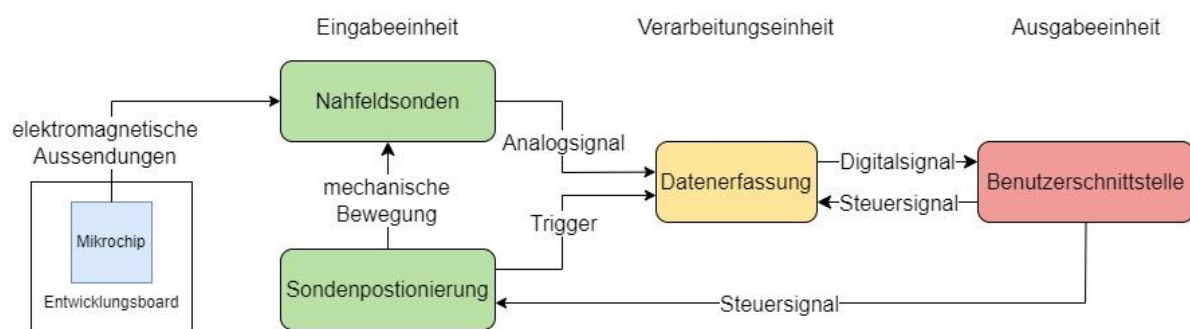 Eingabeeinheit
Verarbeitungseinheit
Ausgabeeinheit
Nahfeldsonden
elektromagnetische
Aussendungen
Analogsignal
Datenerfassung
Digitalsignal
Steuersignal
Benutzerschnittstelle
mechanische
Bewegung
Trigger
Mikrochip
Entwicklungsboard
Sondenpostionierung
Steuersignal